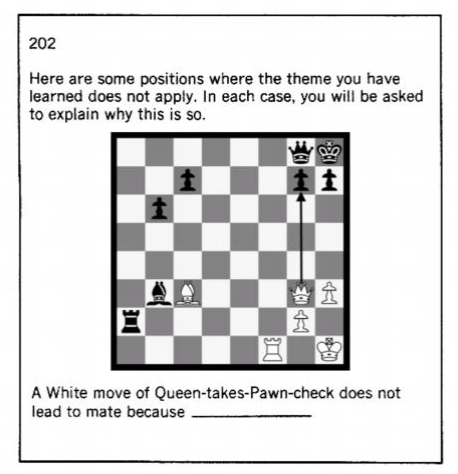 202
Here are some positions where the theme you have
learned does not apply. In each case, you will be asked
to explain why this is so.
A White move of Queen-takes-Pawn-check does not
lead to mate because ____________